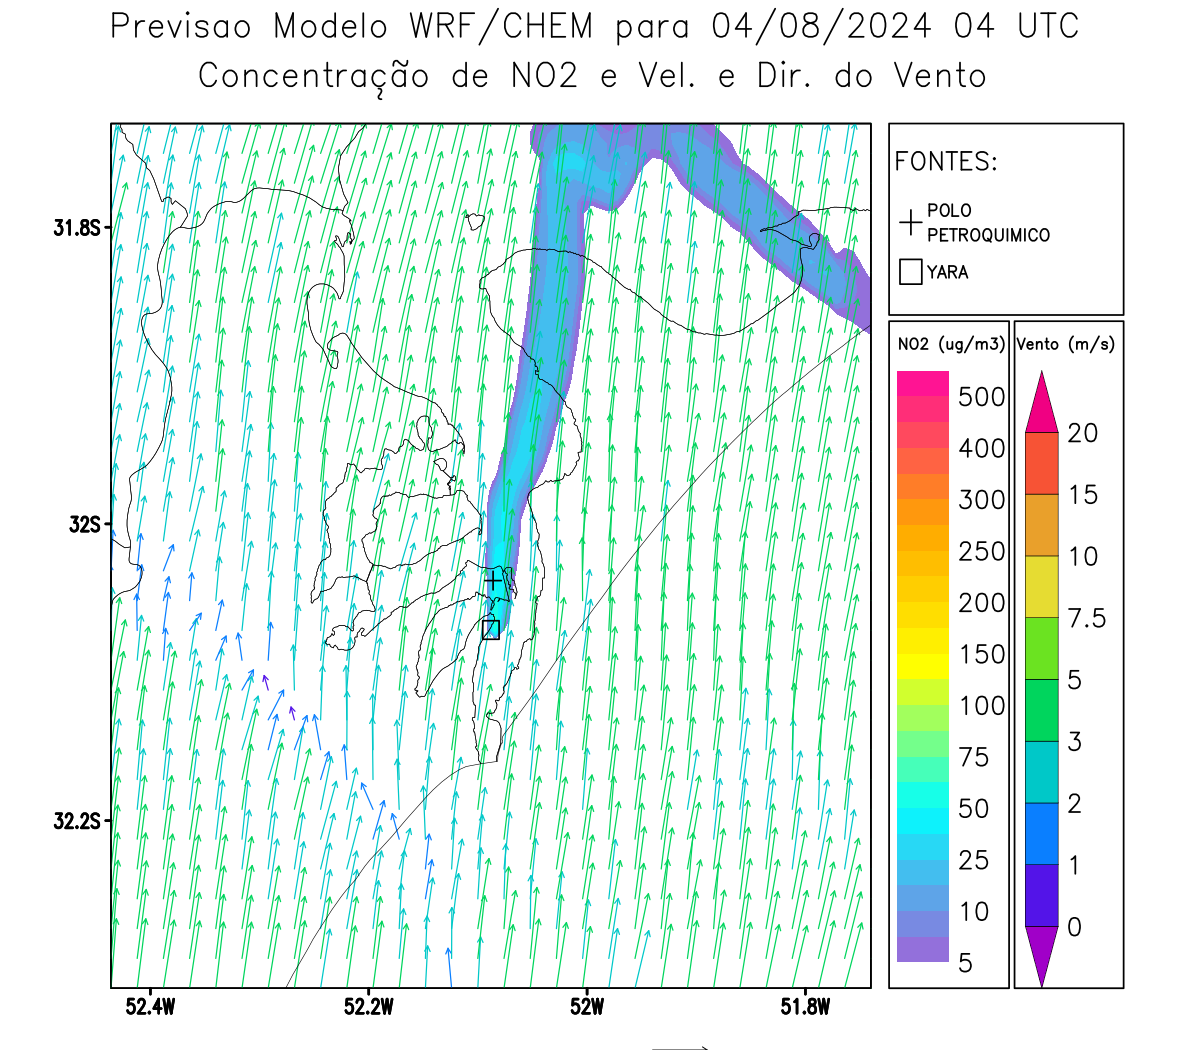 Previsao Modelo WRF/CHEM para 04/08/2024 04 UTC
Concentração de NO2 e Vel. e Dir. do Vento
FONTES:
POLO
PETROQUIMICO
YARA
NO2 (ug/m3)
500
400
300
250
200
150
100
75
50
25
10
5
Vento (m/s)
20
15
10
7.5
5
3
2
1
0
31.8S
32S
32.2S
52.4W
52.2W
52W
51.8W